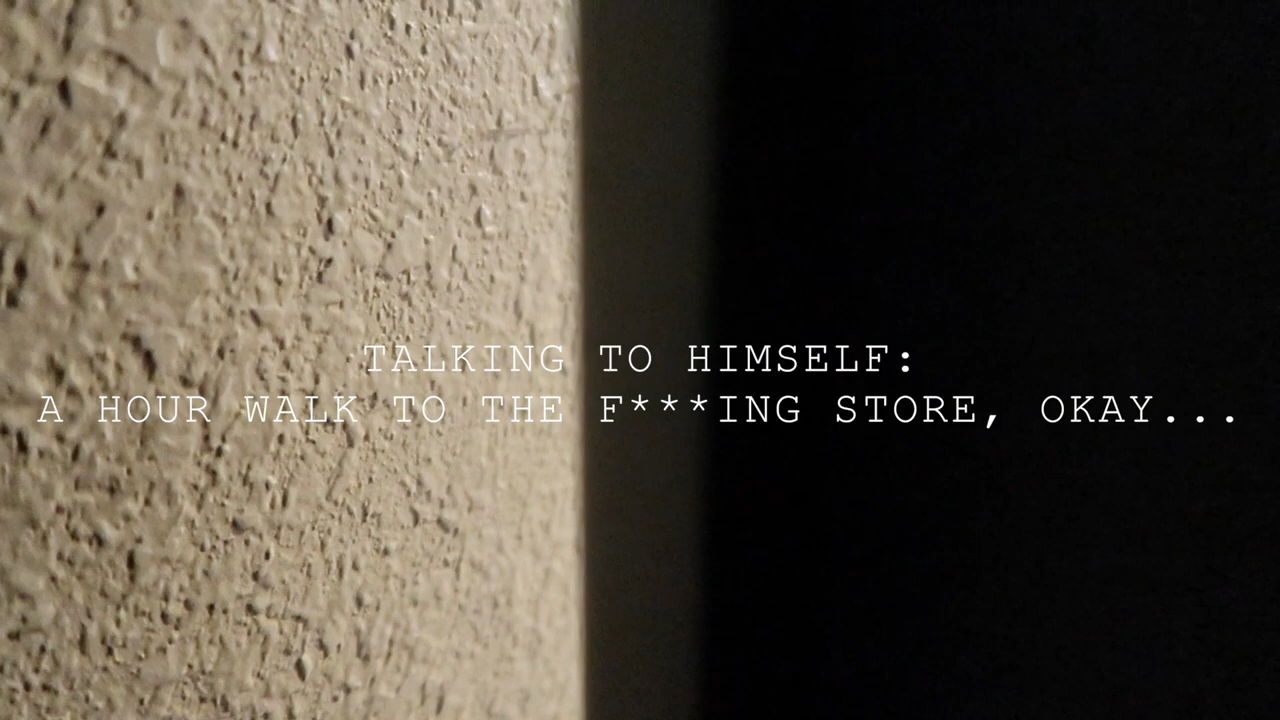 TALKING TO HIMSELF:
A HOUR WALK TO THE F***ING STORE, OKAY...